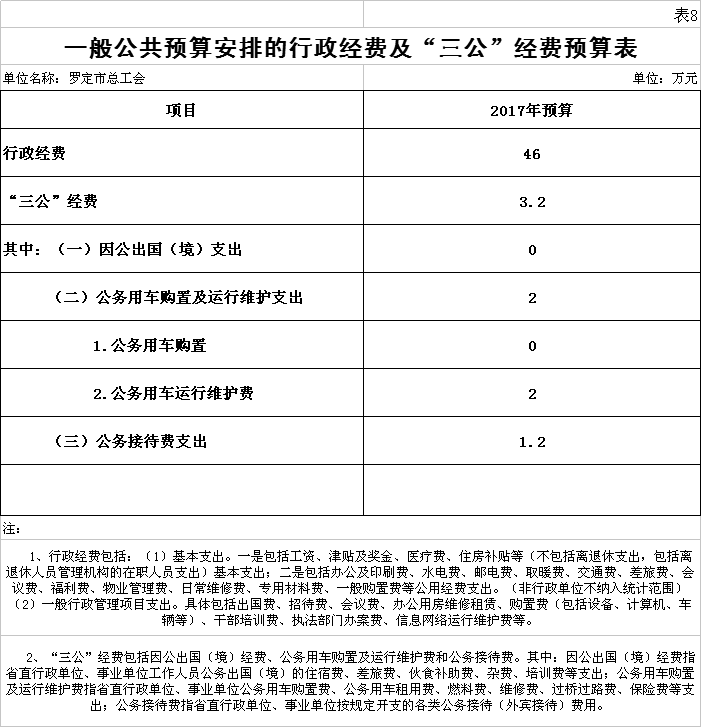 表8
一般公共预算安排的行政经费及“三公”经费预算表
单位名称：罗定市总工会 单位：万元
项目 2017年预算
行政经费 46
“三公”经费 3.2
其中：（一）因公出国（境）支出 0
（二）公务用车购置及运行维护支出 2
1.公务用车购置 0
2.公务用车运行维护费 2
（三）公务接待费支出 1.2
注：
1、行政经费包括：（1）基本支出。一是包括工资、津贴及奖金、医疗费、住房补贴等（不包括离退休支出，包括离
退休人员管理机构的在职人员支出）基本支出；二是包括办公及印刷费、水电费、邮电费、取暖费、交通费、差旅费、会
议费、福利费、物业管理费、日常维修费、专用材料费、一般购置费等公用经费支出。（非行政单位不纳入统计范围）
（2）一般行政管理项目支出。具体包括出国费、招待费、会议费、办公用房维修租赁、购置费（包括设备、计算机、车
辆等）、干部培训费、执法部门办案费、信息网络运行维护费等。
2、“三公”经费包括因公出国（境）经费、公务用车购置及运行维护费和公务接待费。其中：因公出国（境）经费指
省直行政单位、事业单位工作人员公务出国（境）的住宿费、差旅费、伙食补助费、杂费、培训费等支出；公务用车购置
及运行维护费指省直行政单位、事业单位公务用车购置费、公务用车租用费、燃料费、维修费、过桥过路费、保险费等支
出；公务接待费指省直行政单位、事业单位按规定开支的各类公务接待（外宾接待）费用。